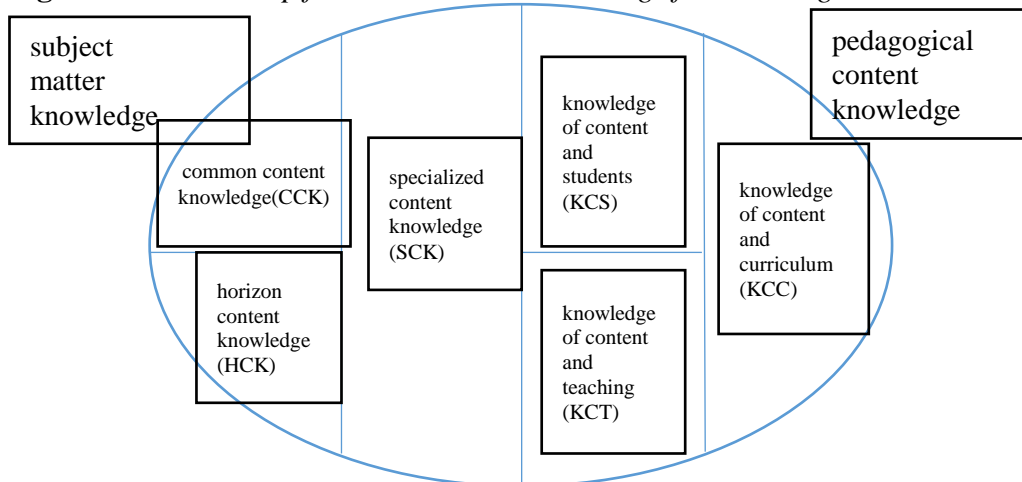 subject
matter
knowledge
pedagogical
content
knowledge
common content
knowledge(CCK)
specialized
content
knowledge
(SCK)
knowledge
of content
and
students
(KCS)
knowledge
of content
and
curriculum
(KCC)
horizon
content
knowledge
(HCK)
knowledge
of content
and
teaching
(KCT)